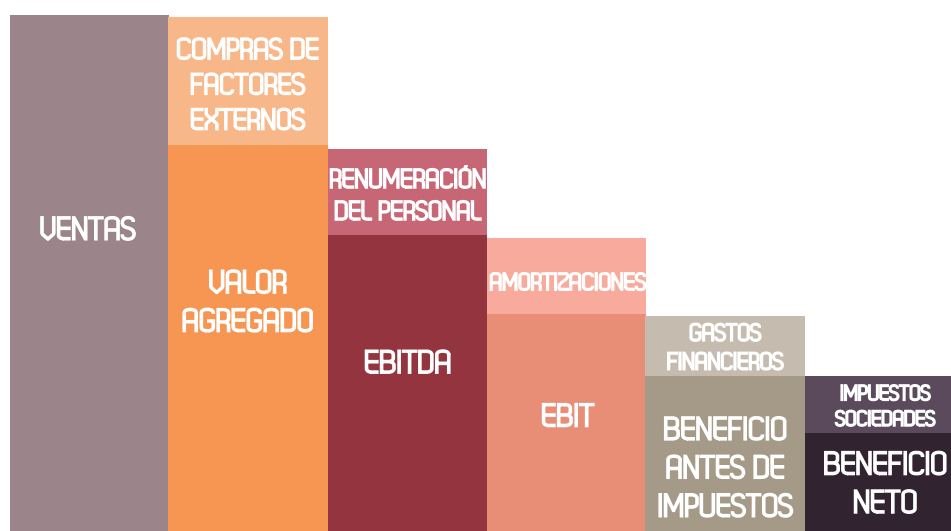 VENTAS
COMPRAS DE
FACTORES
EXTERNOS
VALOR
AGREGADO
RENUMERACIÓN
DEL PERSONAL
EBITDA
AMORTIZACIONES
EBIT
GASTOS
FINANCIEROS
BENEFICIO
ANTES DE
IMPUESTOS
IMPUESTOS
SOCIEDADES
BENEFICIO
NETO